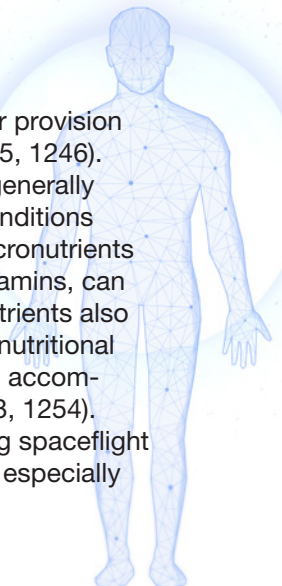 r provision
5, 1246).
generally
nditions
cronutrients
amins, can
trients also
nutritional
accom-
3, 1254).
g spaceflight
especially